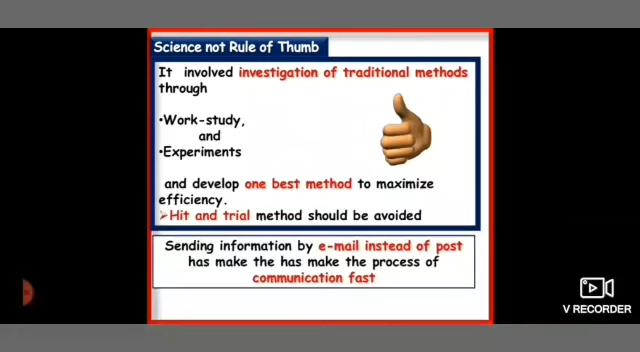 Science not Rule of Thumb
It involved investigation of traditional methods
through
•Work-study,
and
•Experiments
and develop one best method to maximize
efficiency.
➢Hit and trial method should be avoided
Sending information by e-mail instead of post
has make the has make the process of
communication fast
V RECORDER